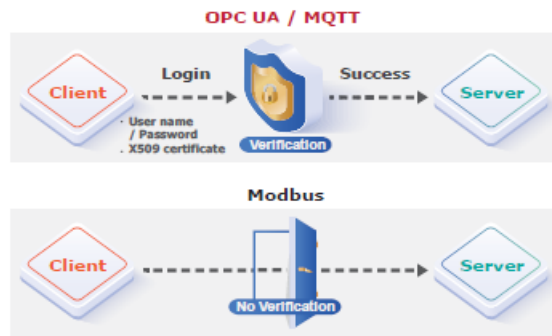 OPC UA / MQTT
Client
Login
Success
Server
· User name
/ Password
. X509 certificate
Verification
Modbus
Client
Server
No Verification